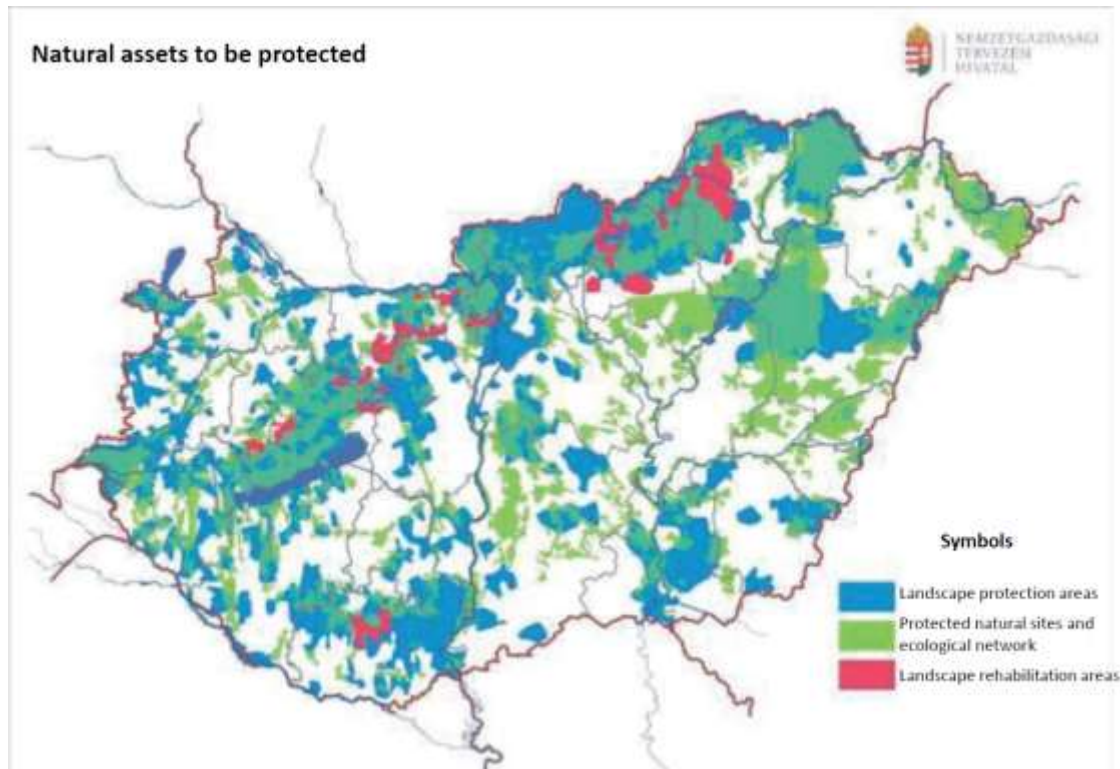 Natural assets to be protected
NEMZETGAZDASÁGI
TERVEZÉSI
HIVATAL
Symbols
Landscape protection areas
Protected natural sites and
ecological network
Landscape rehabilitation areas